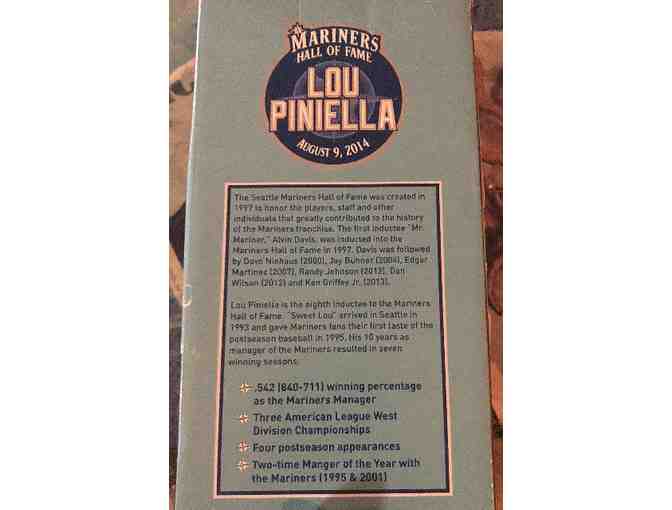 MARINERS
HALL OF FAME
LOU
PINIELLA
AUGUST 9, 2014
The Seattle Mariners Hall of Fame was created in
1997 to honor the players, staff and other
individuals that greatly contributed to the history
of the Mariners franchise. The first inductee "Mr.
Mariner," Alvin Davis, was inducted into the
Mariners Hall of Fame in 1997. Davis was followed
by Dave Niehaus (2000), Jay Buhner (2004), Edgar
Martinez (2007), Randy Johnson (2012), Dan
Wilson (2012) and Ken Griffey Jr. (2013).
Lou Piniella is the eighth inductee to the Mariners
Hall of Fame. "Sweet Lou" arrived in Seattle in
1993 and gave Mariners fans their first taste of the
postseason baseball in 1995. His 10 years as
manager of the Mariners resulted in seven
winning seasons.
.542 (840-711) winning percentage
as the Mariners Manager
Three American League West
Division Championships
Four postseason appearances
Two-time Manger of the Year with
the Mariners (1995 & 2001)